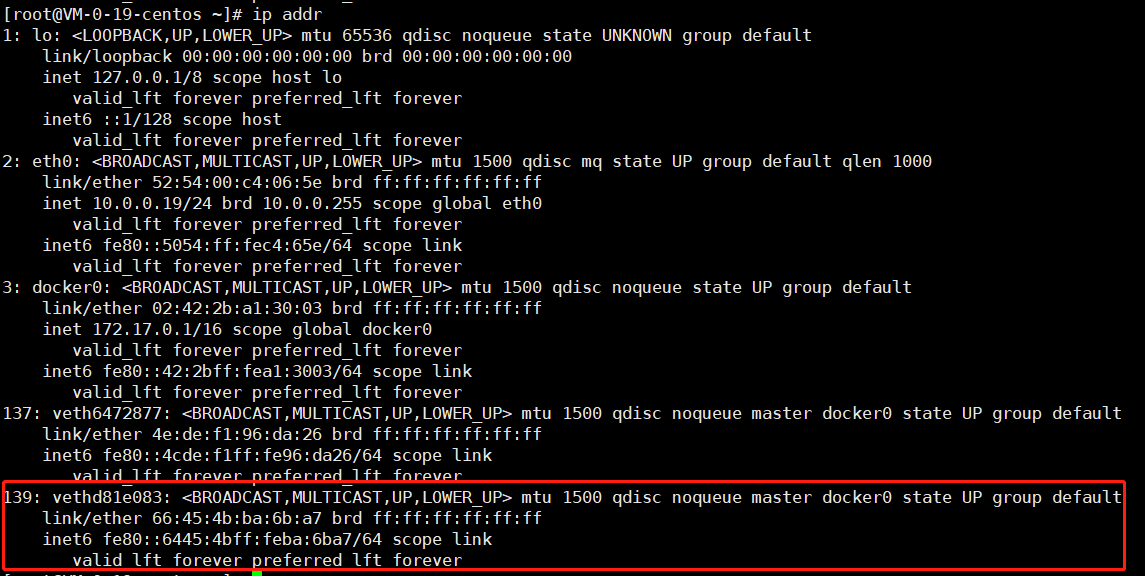 [root@VM-0-19-centos ~]# ip addr
1: lo: <LOOPBACK,UP,LOWER_UP> mtu 65536 qdisc noqueue state UNKNOWN group default
    link/loopback 00:00:00:00:00:00 brd 00:00:00:00:00:00
    inet 127.0.0.1/8 scope host lo
       valid_lft forever preferred_lft forever
    inet6 ::1/128 scope host
       valid_lft forever preferred_lft forever
2: eth0: <BROADCAST,MULTICAST,UP,LOWER_UP> mtu 1500 qdisc mq state UP group default qlen 1000
    link/ether 52:54:00:c4:06:5e brd ff:ff:ff:ff:ff:ff
    inet 10.0.0.19/24 brd 10.0.0.255 scope global eth0
       valid_lft forever preferred_lft forever
    inet6 fe80::5054:ff:fec4:65e/64 scope link
       valid_lft forever preferred_lft forever
3: docker0: <BROADCAST,MULTICAST,UP,LOWER_UP> mtu 1500 qdisc noqueue state UP group default
    link/ether 02:42:2b:a1:30:03 brd ff:ff:ff:ff:ff:ff
    inet 172.17.0.1/16 scope global docker0
       valid_lft forever preferred_lft forever
    inet6 fe80::42:2bff:fea1:3003/64 scope link
       valid_lft forever preferred_lft forever
137: veth6472877: <BROADCAST,MULTICAST,UP,LOWER_UP> mtu 1500 qdisc noqueue master docker0 state UP group default
    link/ether 4e:de:f1:96:da:26 brd ff:ff:ff:ff:ff:ff
    inet6 fe80::4cde:f1ff:fe96:da26/64 scope link
       valid_lft forever preferred_lft forever
139: vethd81e083: <BROADCAST,MULTICAST,UP,LOWER_UP> mtu 1500 qdisc noqueue master docker0 state UP group default
    link/ether 66:45:4b:ba:6b:a7 brd ff:ff:ff:ff:ff:ff
    inet6 fe80::6445:4bff:feba:6ba7/64 scope link
       valid_lft forever preferred_lft forever